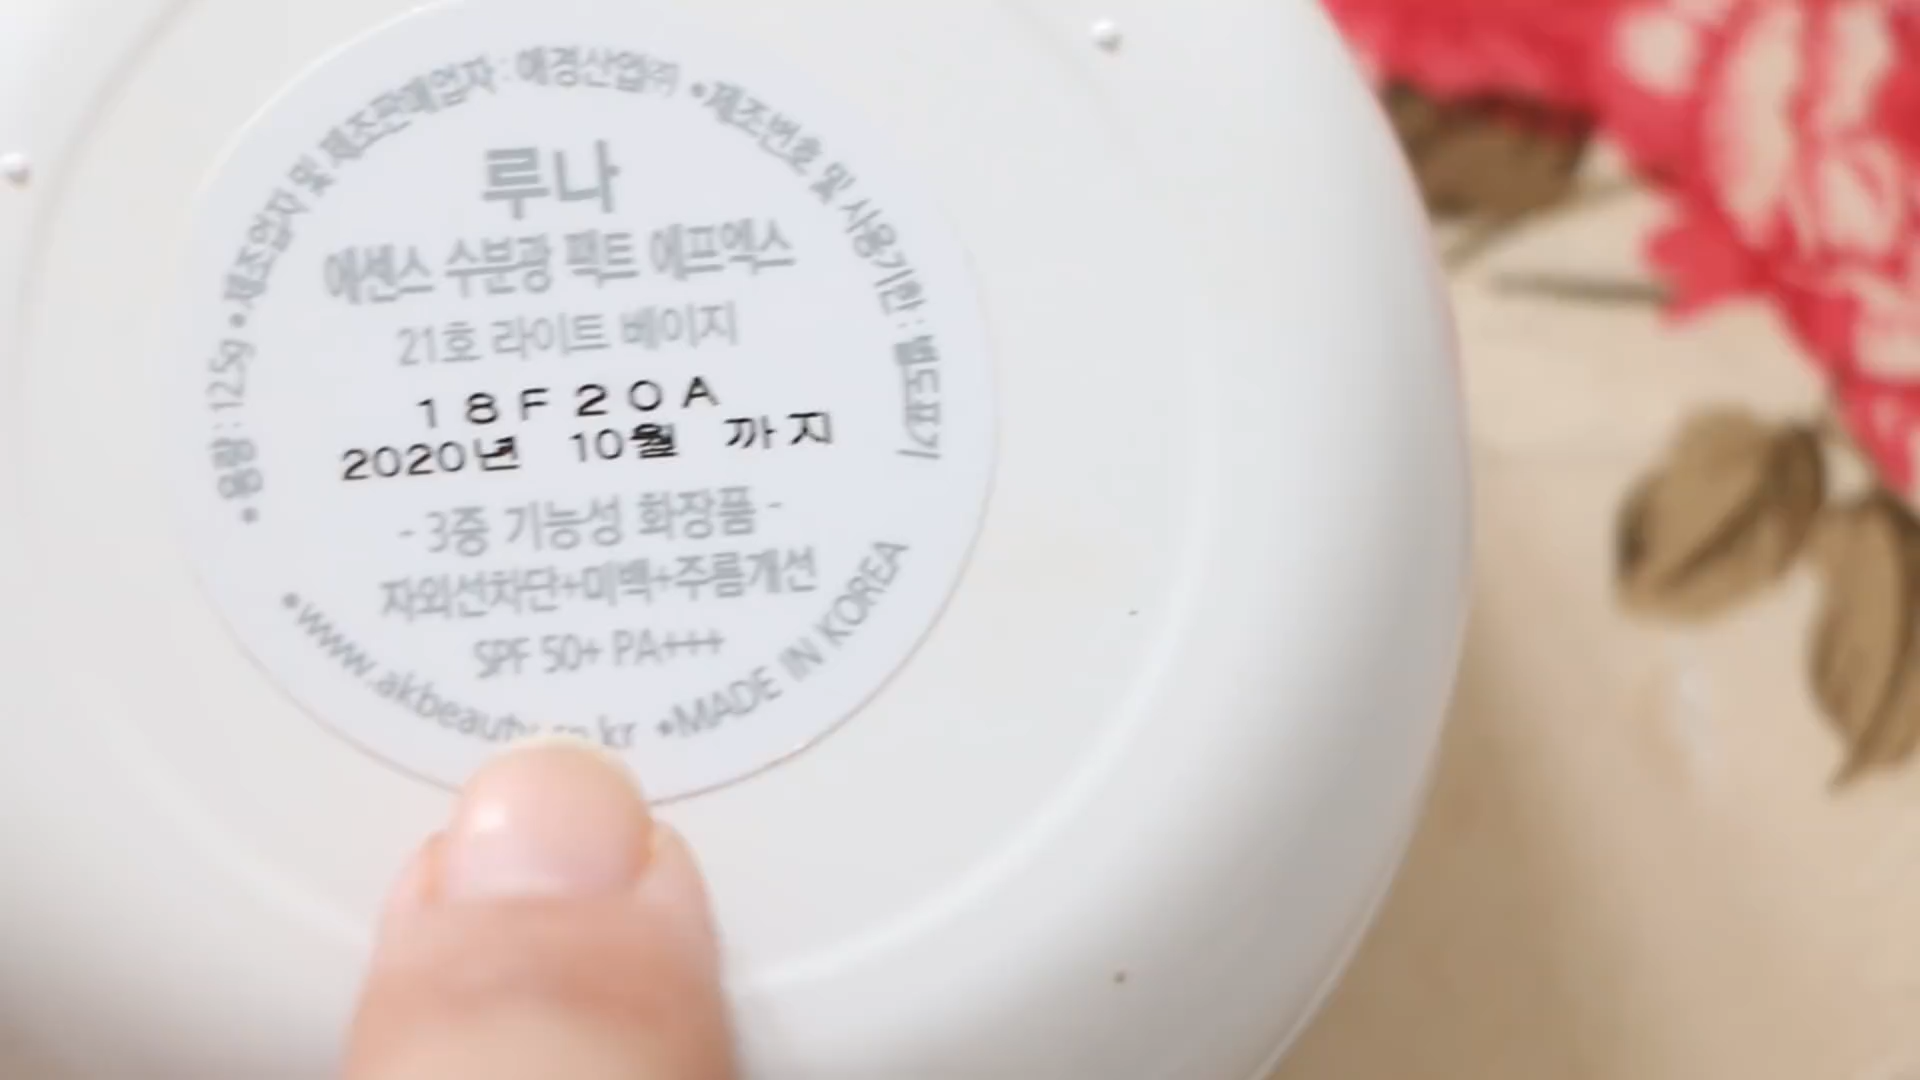 •용량 : 12.5g •제조업자 및 제조판매업자 : 애경산업㈜ •제조번호 및 사용기한 : 별도표기
루나
에센스 수분광 팩트 에프엑스
21호 라이트 베이지
18F20A
2020년 10월 까지
- 3중 기능성 화장품 -
자외선차단+미백+주름개선
SPF 50+ PA+++
•www.akbeauty kr •MADE IN KOREA